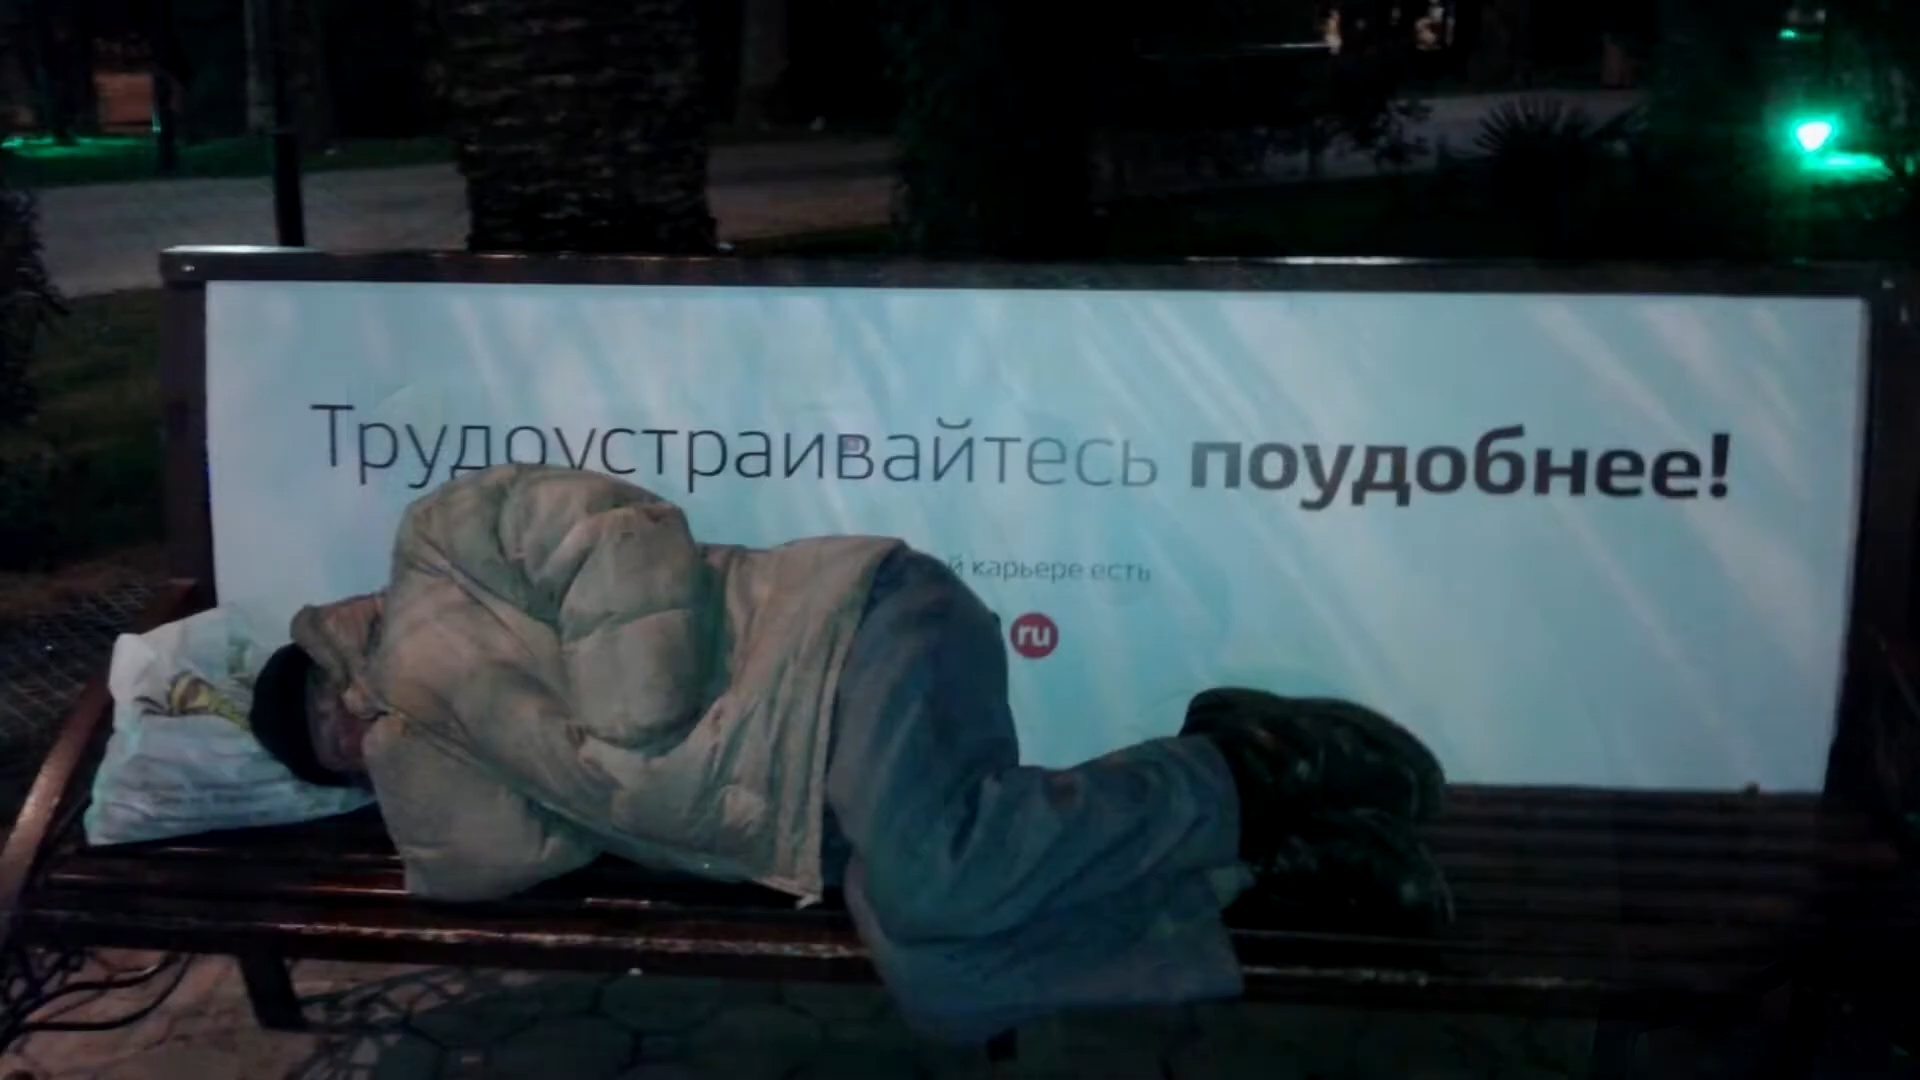 Трудоустраивайтесь поудобнее!
карьере есть
ru